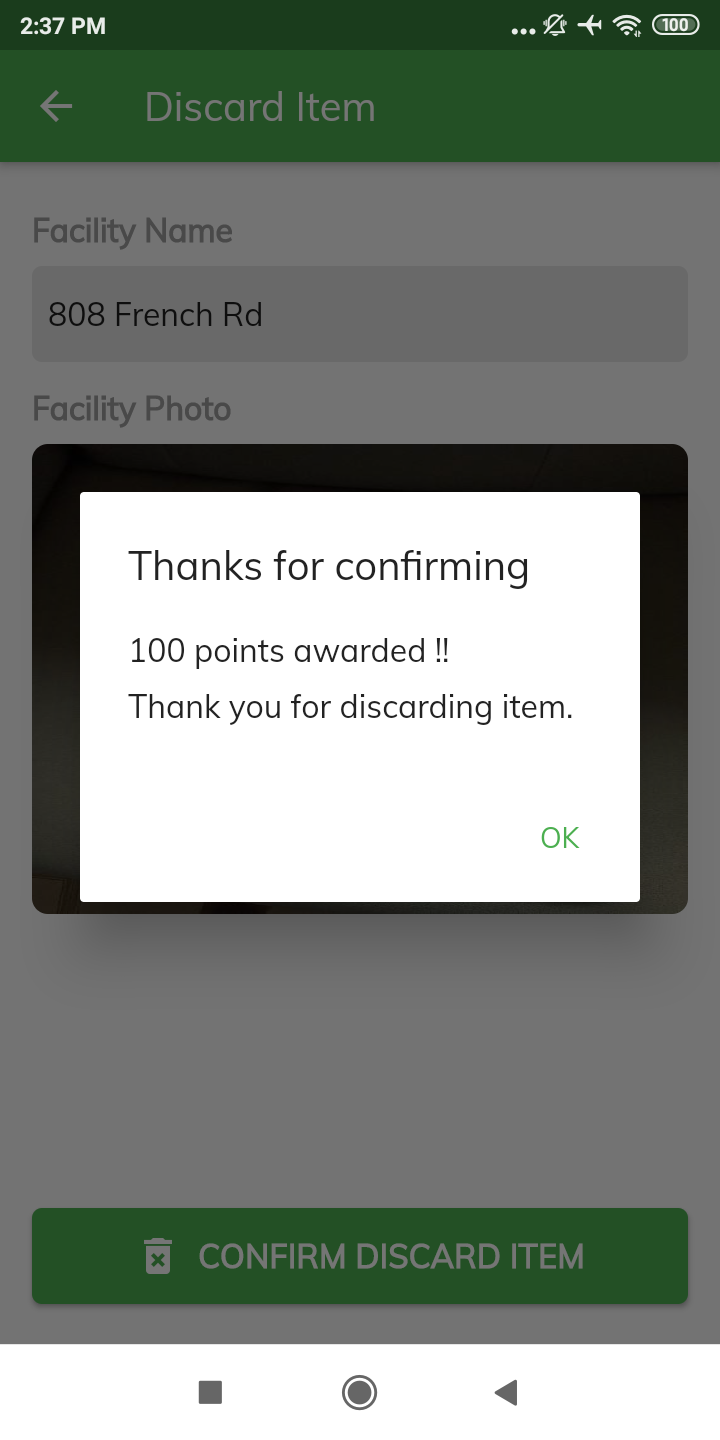 2:37 PM
100
Discard Item
Facility Name
808 French Rd
Facility Photo
Thanks for confirming
100 points awarded !!
Thank you for discarding item.
OK
CONFIRM DISCARD ITEM